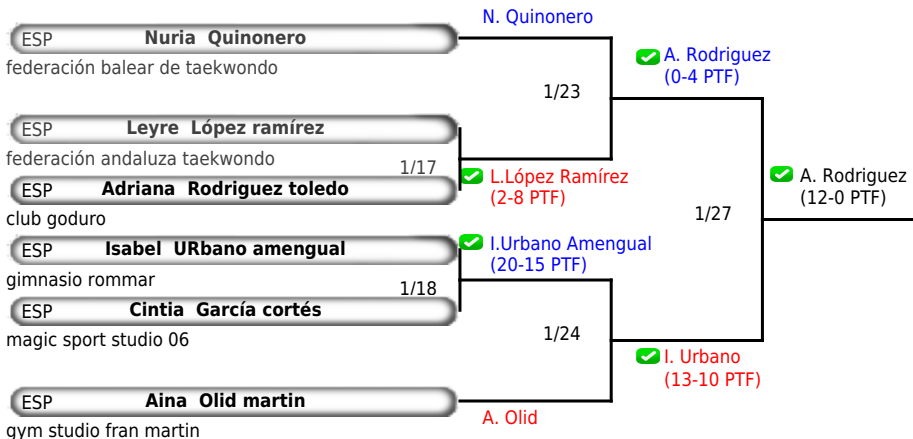 N. Quinonero
ESP Nuria Quinonero
federación balear de taekwondo
A. Rodriguez
(0-4 PTF)
1/23
ESP Leyre López ramírez
federación andaluza taekwondo
1/17
L.López Ramírez
(2-8 PTF)
ESP Adriana Rodriguez toledo
club goduro
A. Rodriguez
(12-0 PTF)
1/27
ESP Isabel URbano amengual
gimnasio rommar
I.Urbano Amengual
(20-15 PTF)
1/18
ESP Cintia García cortés
magic sport studio 06
1/24
I. Urbano
(13-10 PTF)
ESP Aina Olid martin
gym studio fran martin
A. Olid